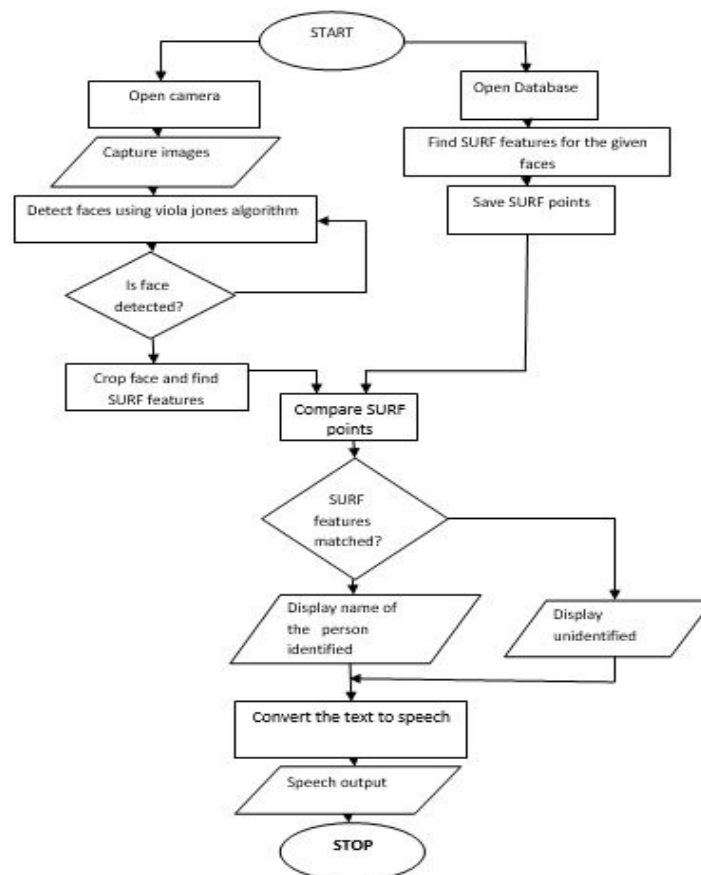 START
Open camera
Capture images
Detect faces using viola jones algorithm
Is face
detected?
Crop face and find
SURF features
Open Database
Find SURF features for the given
faces
Save SURF points
Compare SURF
points
SURF
features
matched?
Display name of
the person
identified
Display
unidentified
Convert the text to speech
Speech output
STOP